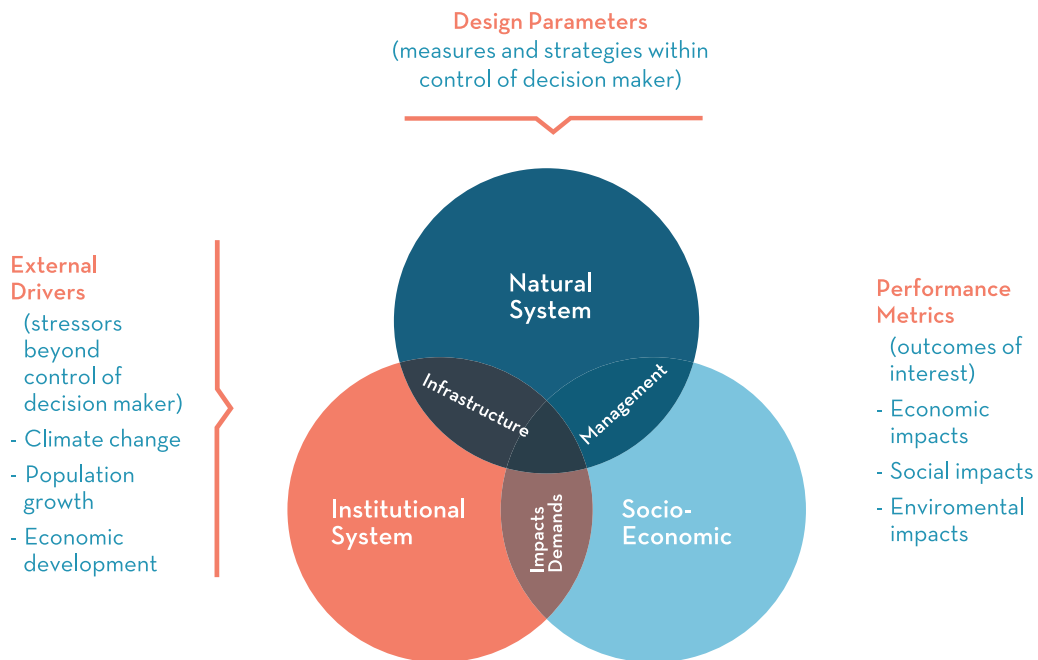 Design Parameters
(measures and strategies within
control of decision maker)
External
Drivers
(stressors
beyond
control of
decision maker)
- Climate change
- Population
growth
- Economic
development
Natural
System
Infrastructure
Management
Institutional
System
Impacts
Demands
Socio-
Economic
Performance
Metrics
(outcomes of
interest)
- Economic
impacts
- Social impacts
- Enviromental
impacts